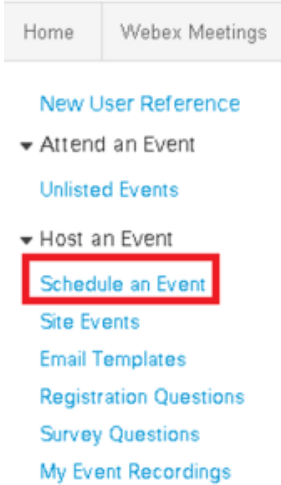 Home Webex Meetings
New User Reference
Attend an Event
Unlisted Events
Host an Event
Schedule an Event
Site Events
Email Templates
Registration Questions
Survey Questions
My Event Recordings